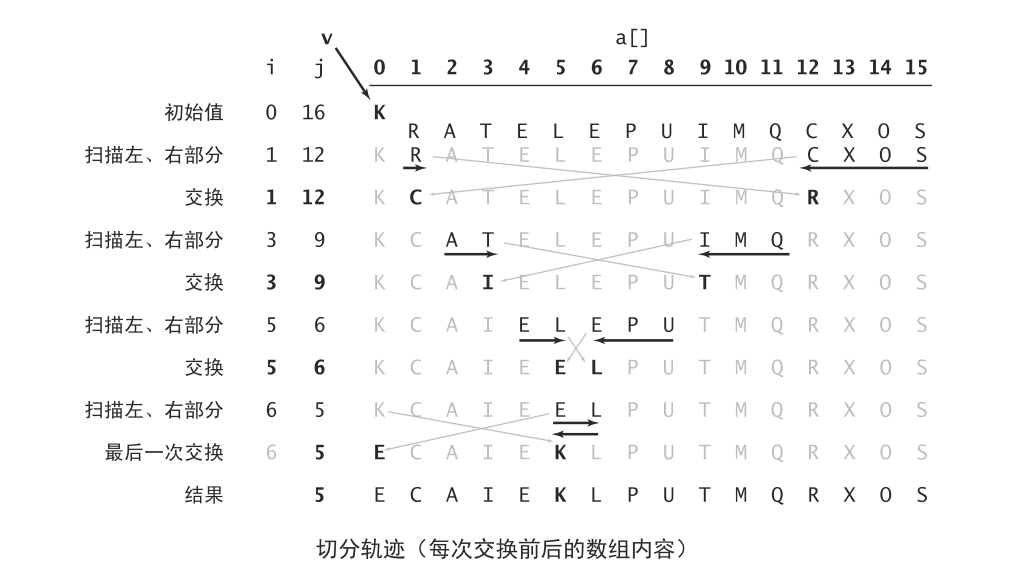 v a[]
i j 0 1 2 3 4 5 6 7 8 9 10 11 12 13 14 15
初始值 0 16 K
R A T E L E P U I M Q C X O S
扫描左、右部分 1 12 K R A T E L E P U I M Q C X O S
交换 1 12 K C A T E L E P U I M Q R X O S
扫描左、右部分 3 9 K C A T E L E P U I M Q R X O S
交换 3 9 K C A I E L E P U T M Q R X O S
扫描左、右部分 5 6 K C A I E L E P U T M Q R X O S
交换 5 6 K C A I E E L P U T M Q R X O S
扫描左、右部分 6 5 K C A I E E L P U T M Q R X O S
最后一次交换 6 5 E C A I E K L P U T M Q R X O S
结果 5 E C A I E K L P U T M Q R X O S
切分轨迹（每次交换前后的数组内容）